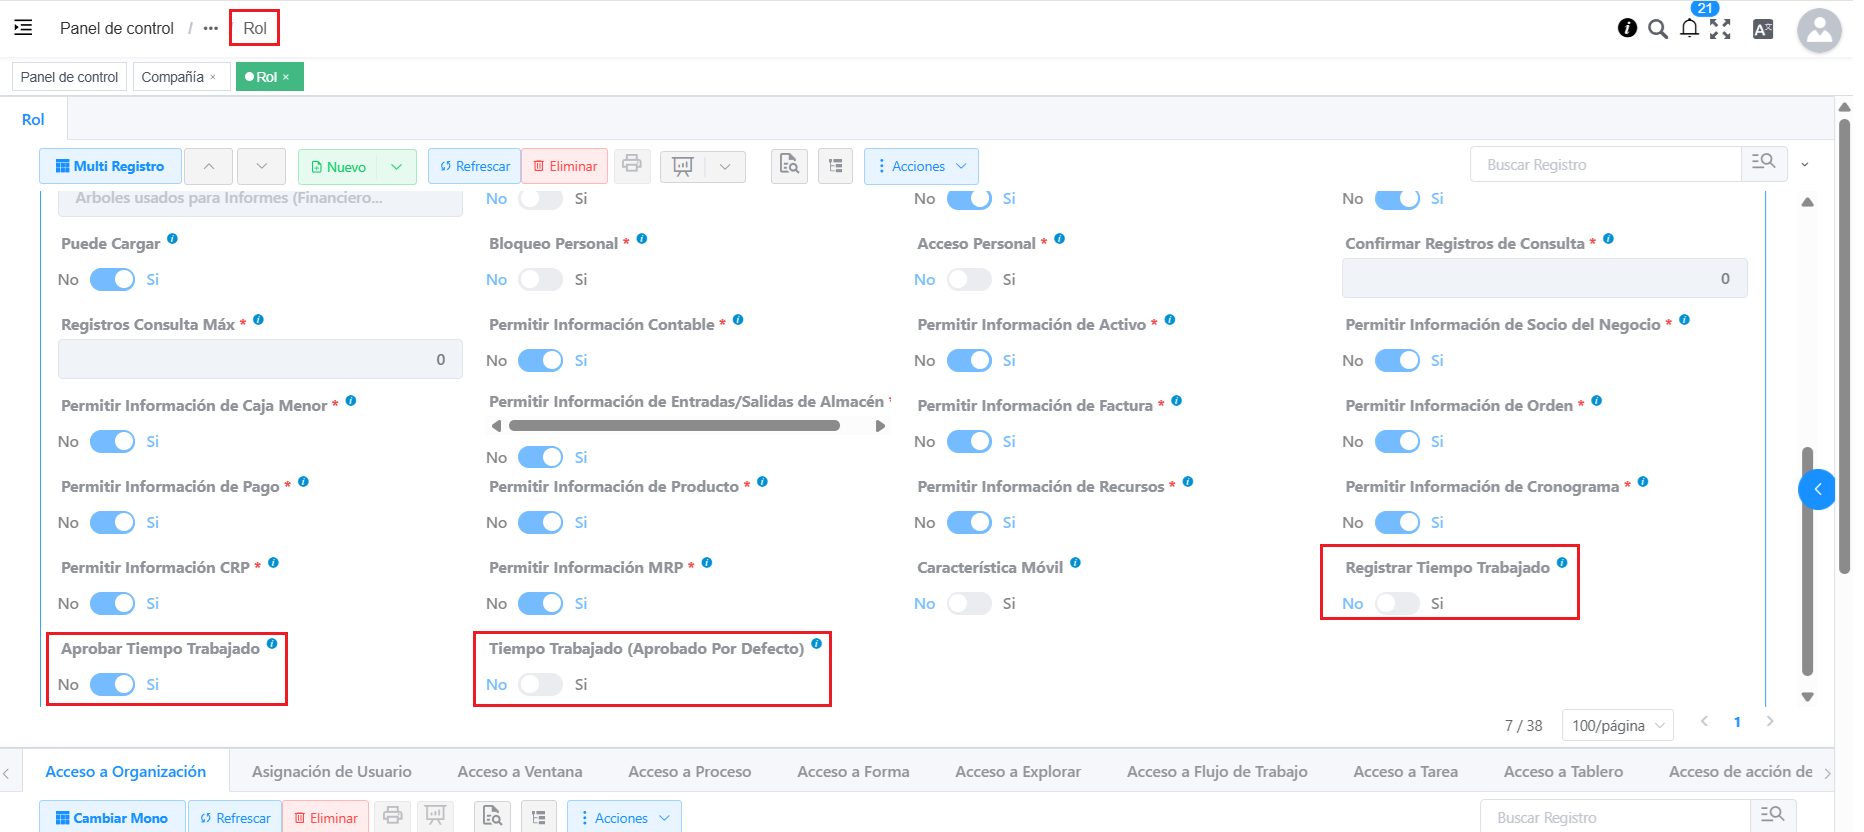 Panel de control / ••• Rol
21
Panel de control
Compañía ×
Rol ×
Rol
Multi Registro
Nuevo
Refrescar
Eliminar
Acciones
Buscar Registro
Arboles usados para Informes (Financiero...
No Si
No Si
No Si
Puede Cargar
Bloqueo Personal *
Acceso Personal *
Confirmar Registros de Consulta *
No Si
No Si
No Si
0
Registros Consulta Máx *
Permitir Información Contable *
Permitir Información de Activo *
Permitir Información de Socio del Negocio *
0
No Si
No Si
No Si
Permitir Información de Caja Menor *
Permitir Información de Entradas/Salidas de Almacén
Permitir Información de Factura *
Permitir Información de Orden *
No Si
No Si
No Si
No Si
Permitir Información de Pago *
Permitir Información de Producto *
Permitir Información de Recursos *
Permitir Información de Cronograma *
No Si
No Si
No Si
No Si
Permitir Información CRP *
Permitir Información MRP *
Característica Móvil
Registrar Tiempo Trabajado
No Si
No Si
No Si
No Si
Aprobar Tiempo Trabajado
Tiempo Trabajado (Aprobado Por Defecto)
No Si
No Si
7 / 38
100/página
1
Acceso a Organización
Asignación de Usuario
Acceso a Ventana
Acceso a Proceso
Acceso a Forma
Acceso a Explorar
Acceso a Flujo de Trabajo
Acceso a Tarea
Acceso a Tablero
Acceso de acción de
Cambiar Mono
Refrescar
Eliminar
Acciones
Buscar Registro